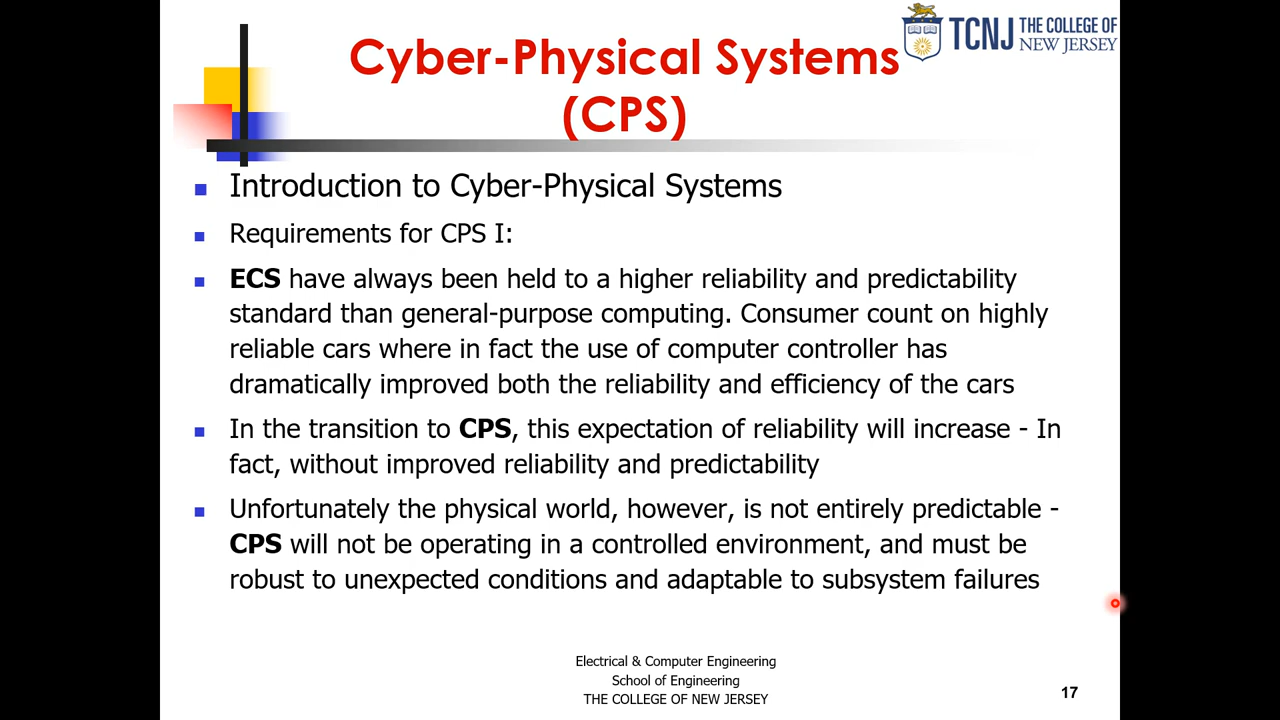 TCNJ THE COLLEGE OF
NEW JERSEY
Cyber-Physical Systems
(CPS)
Introduction to Cyber-Physical Systems
Requirements for CPS I:
ECS have always been held to a higher reliability and predictability
standard than general-purpose computing. Consumer count on highly
reliable cars where in fact the use of computer controller has
dramatically improved both the reliability and efficiency of the cars
In the transition to CPS, this expectation of reliability will increase - In
fact, without improved reliability and predictability
Unfortunately the physical world, however, is not entirely predictable -
CPS will not be operating in a controlled environment, and must be
robust to unexpected conditions and adaptable to subsystem failures
Electrical & Computer Engineering
School of Engineering
THE COLLEGE OF NEW JERSEY
17